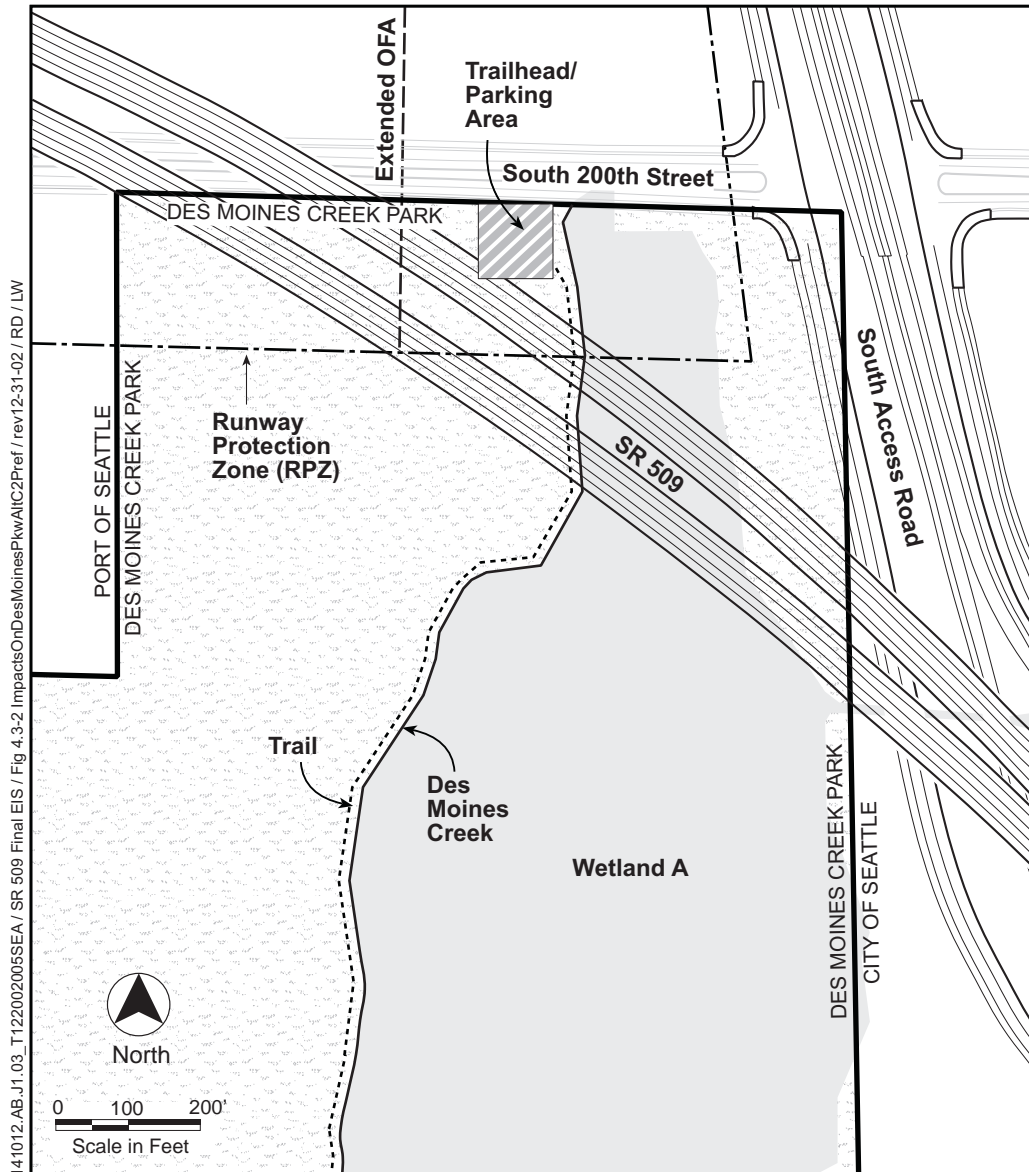 Extended OFA
Trailhead/
Parking
Area
South 200th Street
DES MOINES CREEK PARK
PORT OF SEATTLE
DES MOINES CREEK PARK
Runway
Protection
Zone (RPZ)
SR 509
South Access Road
Trail
Des
Moines
Creek
Wetland A
DES MOINES CREEK PARK
CITY OF SEATTLE
North
0 100 200'
Scale in Feet
141012.AB.J1.03_T122002005SEA / SR 509 Final EIS / Fig 4.3-2 ImpactsOnDesMoinesPkwAltC2Pref / rev12-31-02 / RD / LW